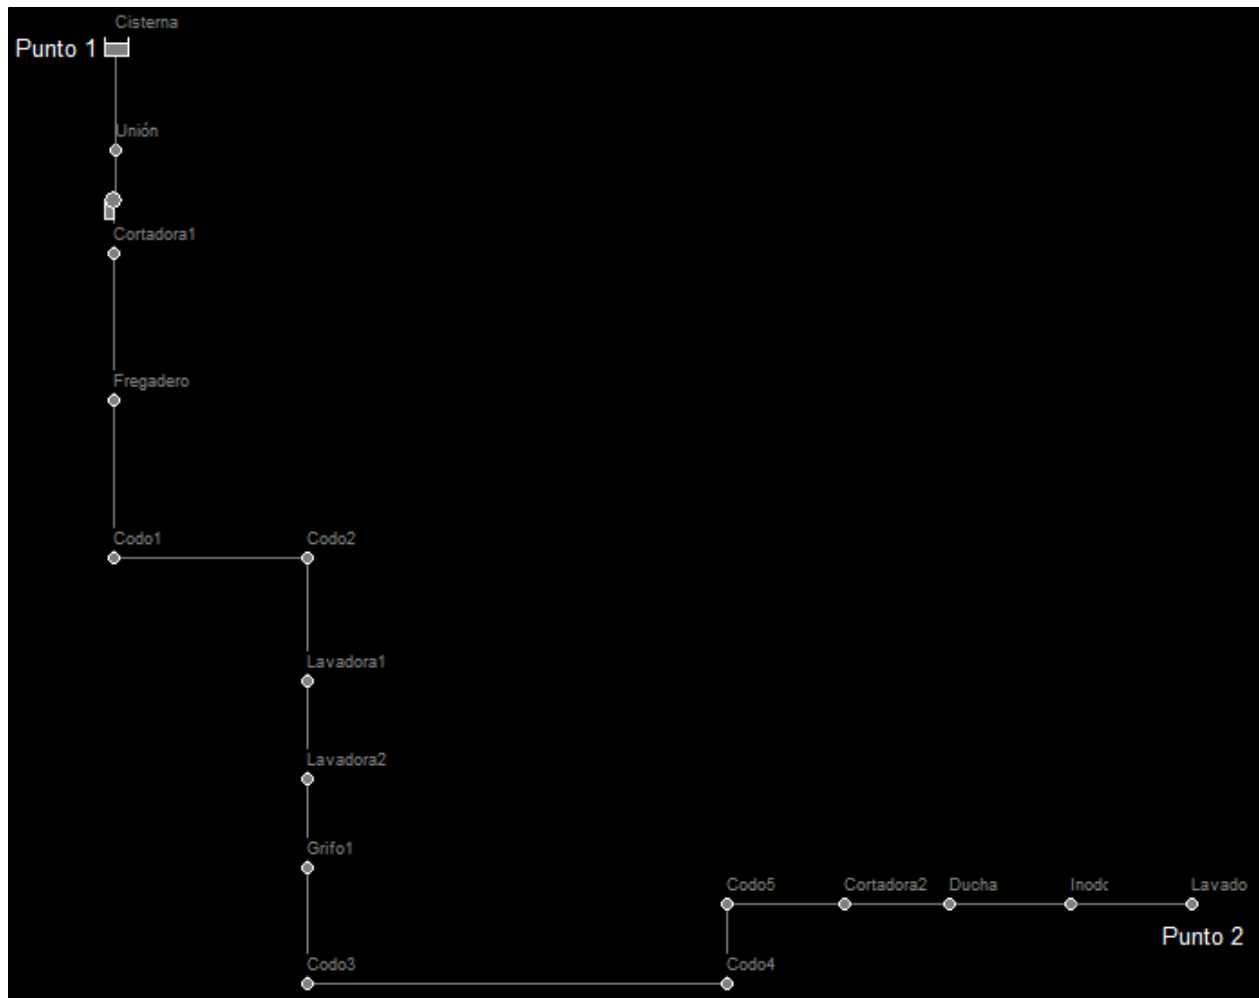 Cisterna
Punto 1
Unión
Cortadora1
Fregadero
Codo1
Codo2
Lavadora1
Lavadora2
Grifo1
Codo5
Cortadora2
Ducha
Lavado
Punto 2
Codo3
Codo4